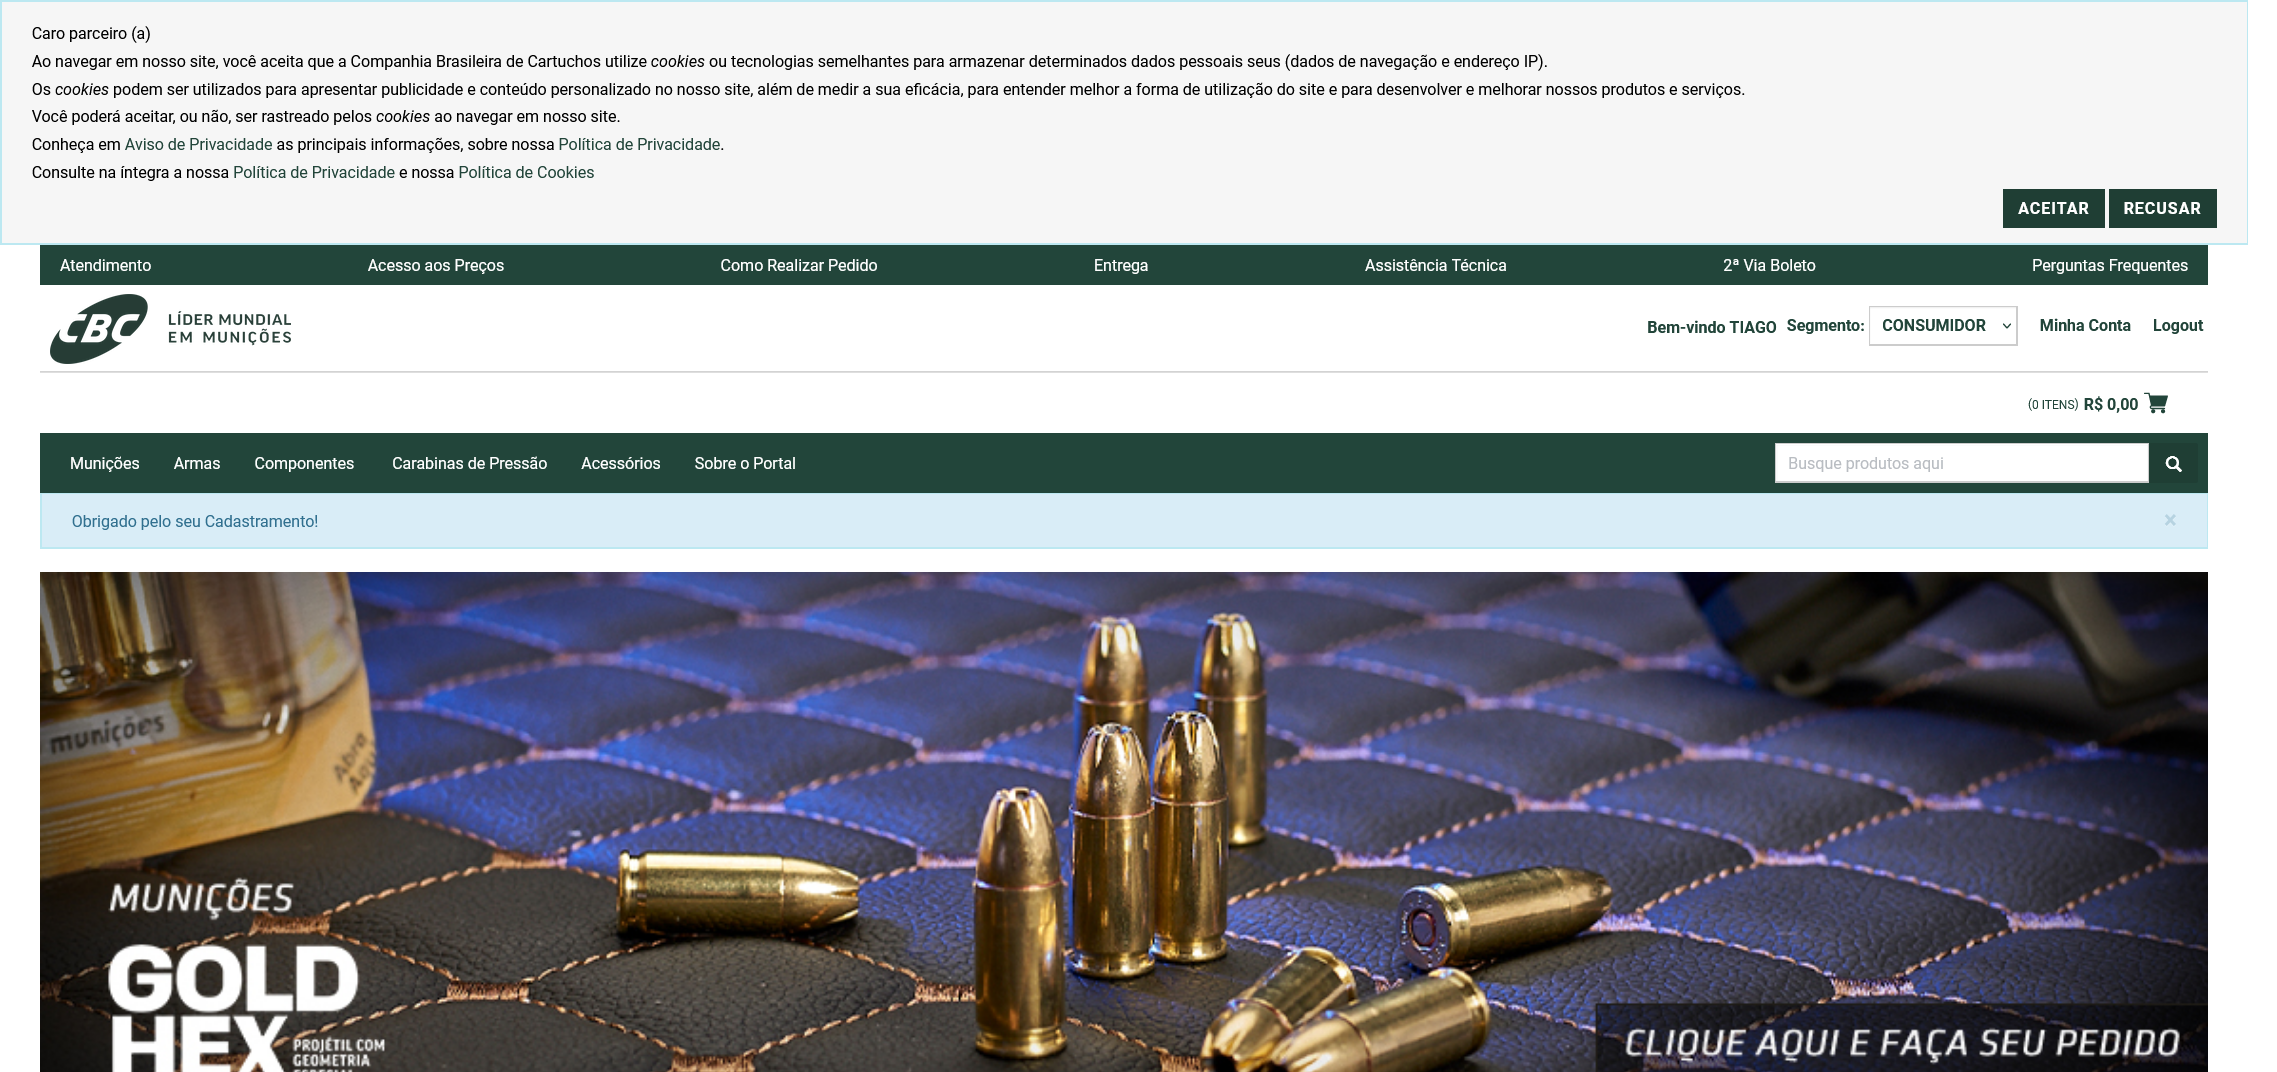 Caro parceiro (a)
Ao navegar em nosso site, você aceita que a Companhia Brasileira de Cartuchos utilize cookies ou tecnologias semelhantes para armazenar determinados dados pessoais seus (dados de navegação e endereço IP).
Os cookies podem ser utilizados para apresentar publicidade e conteúdo personalizado no nosso site, além de medir a sua eficácia, para entender melhor a forma de utilização do site e para desenvolver e melhorar nossos produtos e serviços.
Você poderá aceitar, ou não, ser rastreado pelos cookies ao navegar em nosso site.
Conheça em Aviso de Privacidade as principais informações, sobre nossa Política de Privacidade.
Consulte na íntegra a nossa Política de Privacidade e nossa Política de Cookies
ACEITAR RECUSAR
Atendimento Acesso aos Preços Como Realizar Pedido Entrega Assistência Técnica 2ª Via Boleto Perguntas Frequentes
CBC
LÍDER MUNDIAL
EM MUNIÇÕES
Bem-vindo TIAGO Segmento: CONSUMIDOR Minha Conta Logout
(0 ITENS) R$ 0,00
Munições Armas Componentes Carabinas de Pressão Acessórios Sobre o Portal Busque produtos aqui
Obrigado pelo seu Cadastramento! ×
munições
Abra
Aqui
MUNIÇÕES
GOLD
HEX
PROJÉTIL COM
GEOMETRIA
CLIQUE AQUI E FAÇA SEU PEDIDO